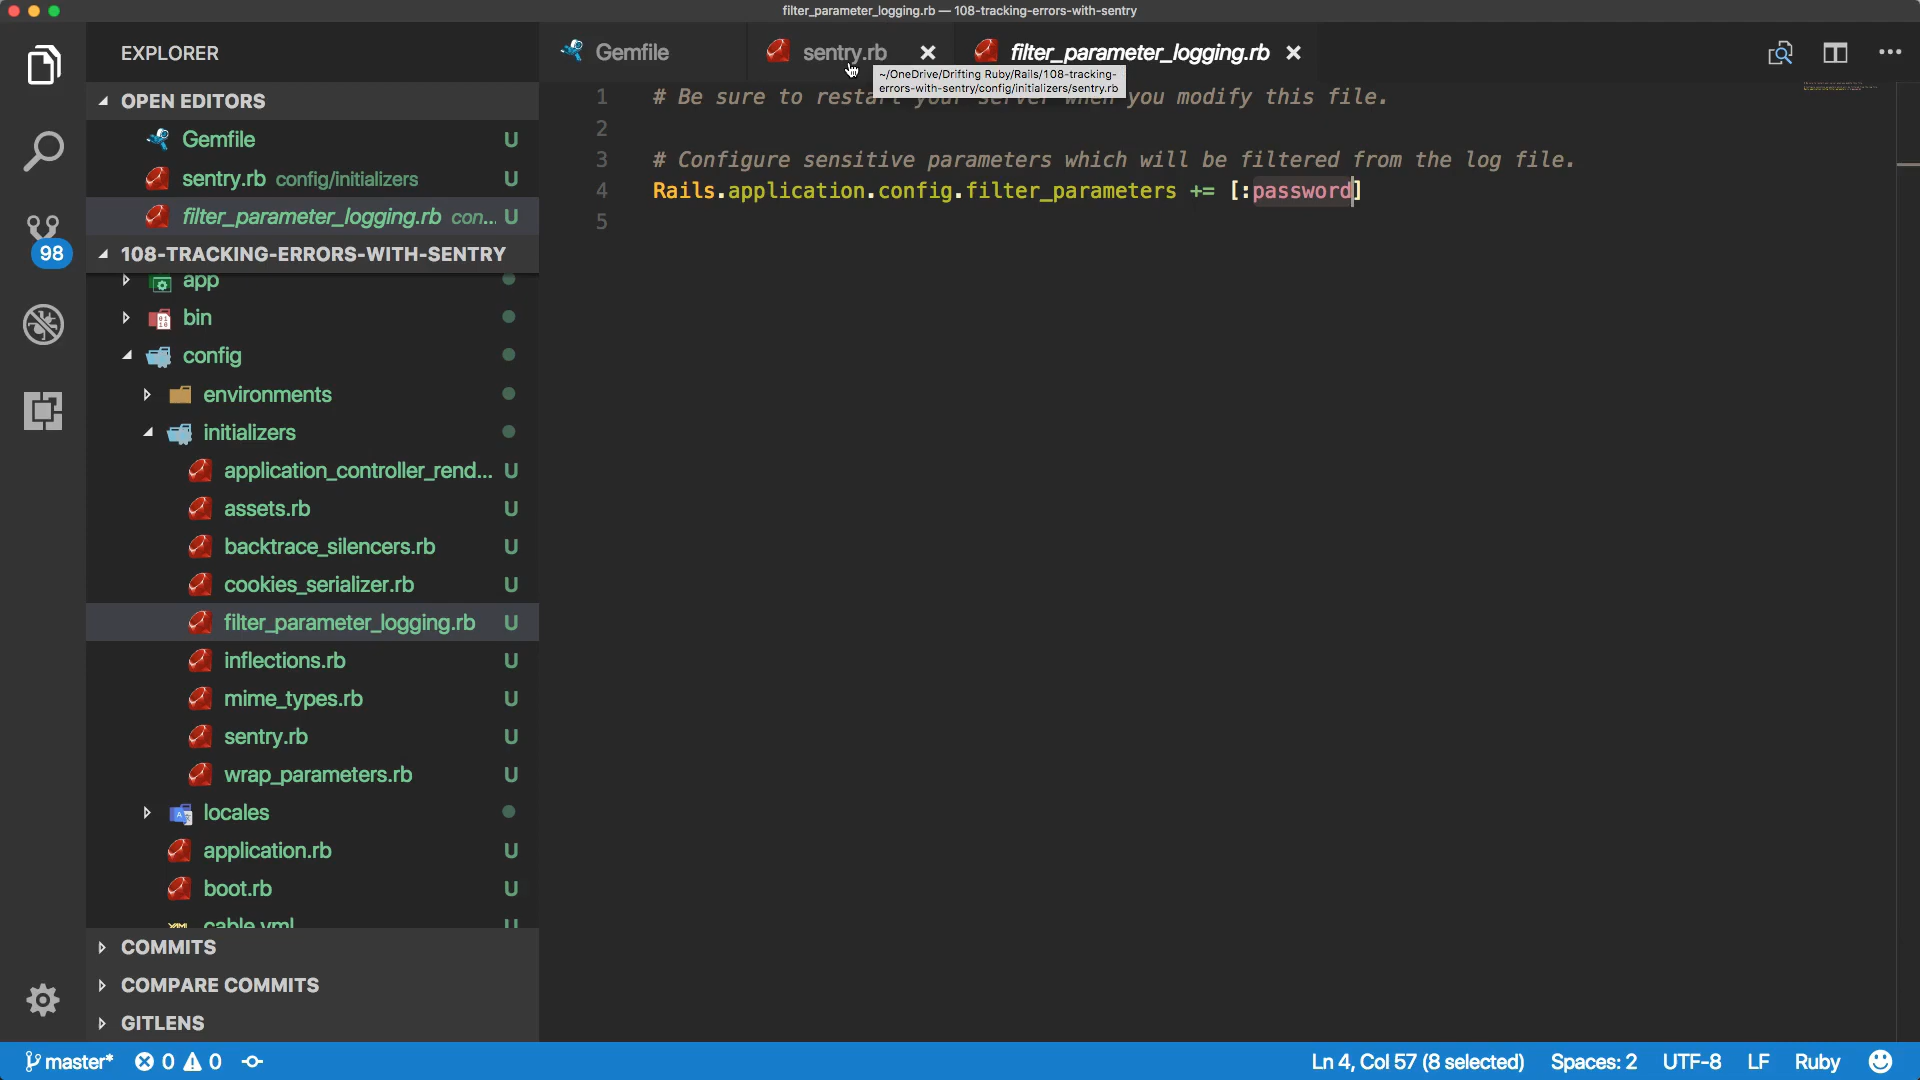 filter_parameter_logging.rb — 108-tracking-errors-with-sentry
EXPLORER
Gemfile
sentry.rb
filter_parameter_logging.rb
~/OneDrive/Drifting Ruby/Rails/108-tracking-
errors-with-sentry/config/initializers/sentry.rb
OPEN EDITORS
Gemfile U
sentry.rb config/initializers U
filter_parameter_logging.rb con... U
98
108-TRACKING-ERRORS-WITH-SENTRY
app
bin
config
environments
initializers
application_controller_rend... U
assets.rb U
backtrace_silencers.rb U
cookies_serializer.rb U
filter_parameter_logging.rb U
inflections.rb U
mime_types.rb U
sentry.rb U
wrap_parameters.rb U
locales
application.rb U
boot.rb U
cable.yml U
COMMITS
COMPARE COMMITS
GITLENS
1 # Be sure to restart your server when you modify this file.
2
3 # Configure sensitive parameters which will be filtered from the log file.
4 Rails.application.config.filter_parameters += [:password]
5
master* 0 0 Ln 4, Col 57 (8 selected) Spaces: 2 UTF-8 LF Ruby